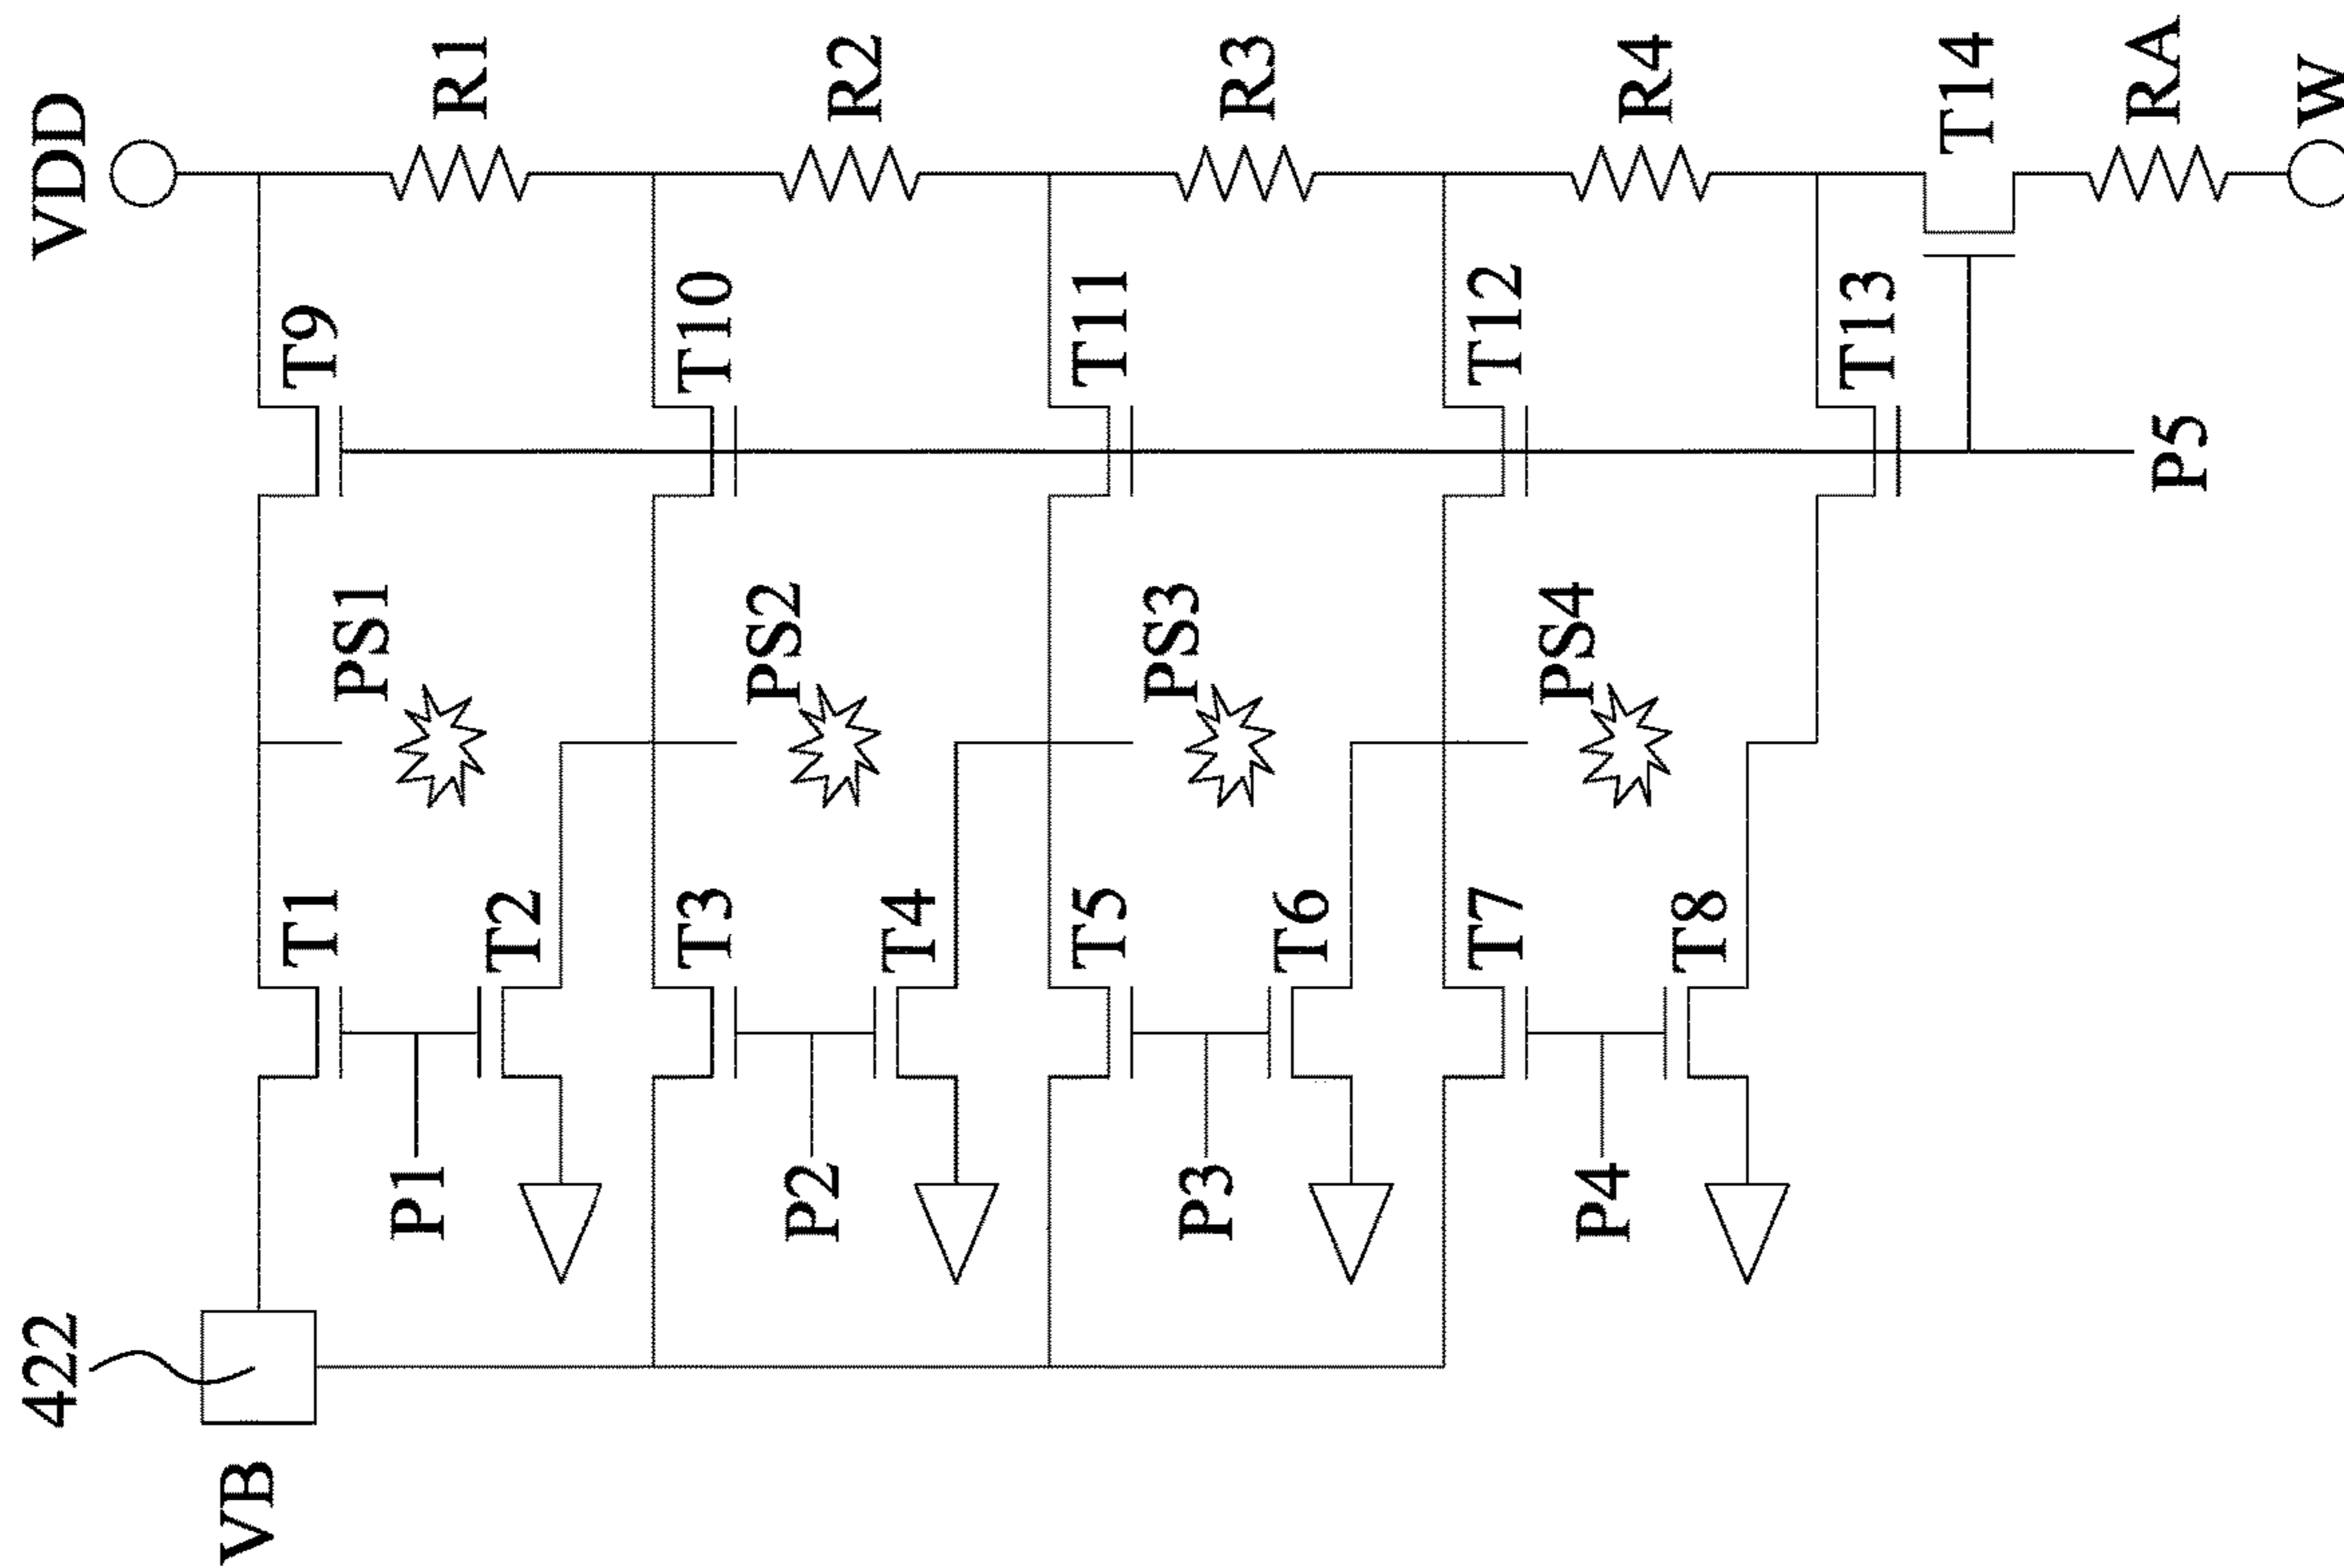 VDD
R1
R2
R3
R4
T14
RA
W
T9
T10
T11
T12
T13
P5
PS1
PS2
PS3
PS4
T1
T2
T3
T4
T5
T6
T7
T8
P1
P2
P3
P4
422
VB